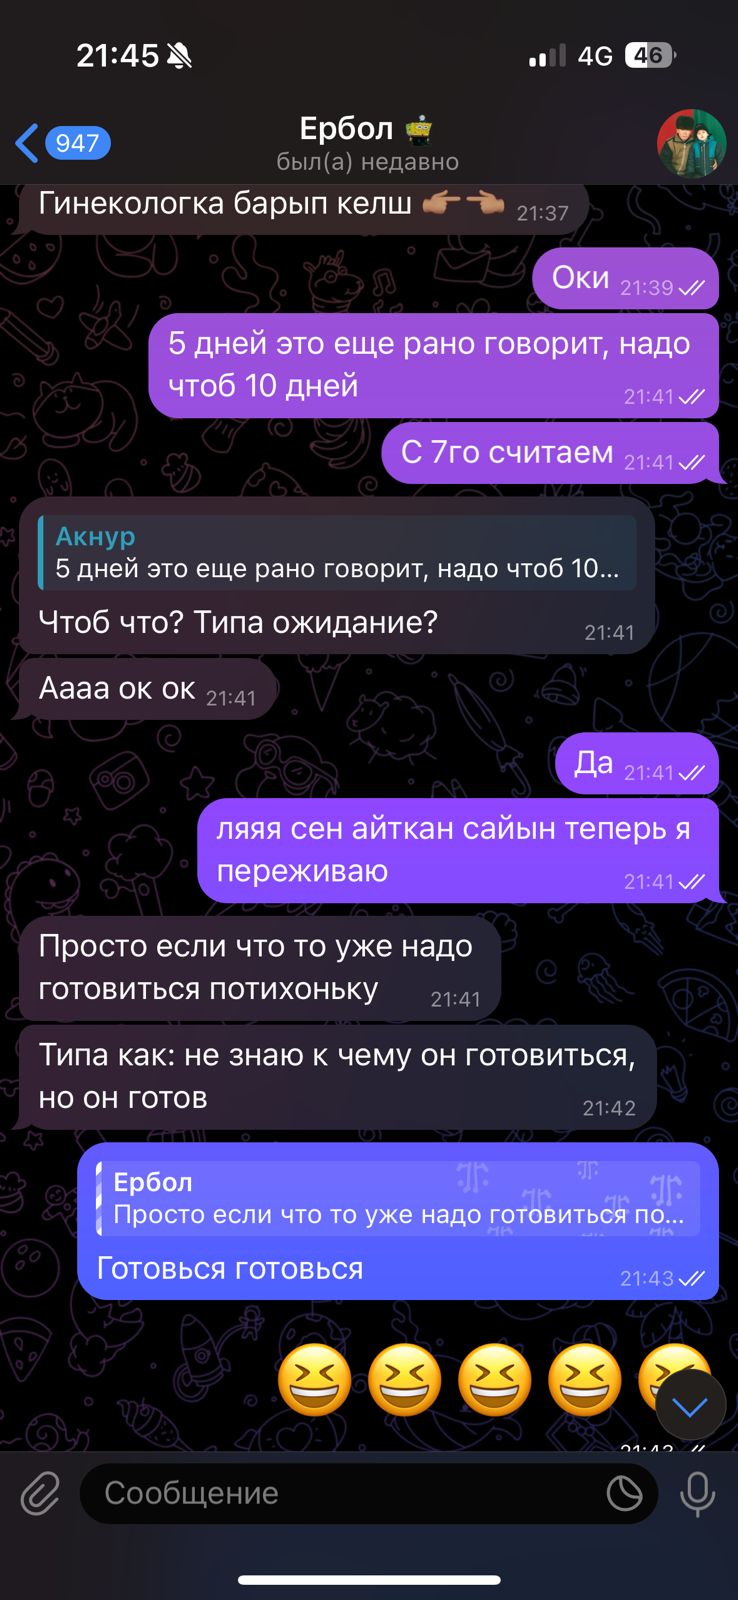 21:45
4G
46
947
Ербол
был(а) недавно
Гинекологка барып келш 👉🏽👈🏽 21:37
Оки 21:39
5 дней это еще рано говорит, надо
чтоб 10 дней 21:41
С 7го считаем 21:41
Акнур
5 дней это еще рано говорит, надо чтоб 10...
Чтоб что? Типа ожидание? 21:41
Аааа ок ок 21:41
Да 21:41
ляяя сен айткан сайын теперь я
переживаю 21:41
Просто если что то уже надо
готовиться потихоньку 21:41
Типа как: не знаю к чему он готовиться,
но он готов 21:42
Ербол
Просто если что то уже надо готовиться по...
Готовься готовься 21:43
😆😆😆😆😆
21:43
Сообщение